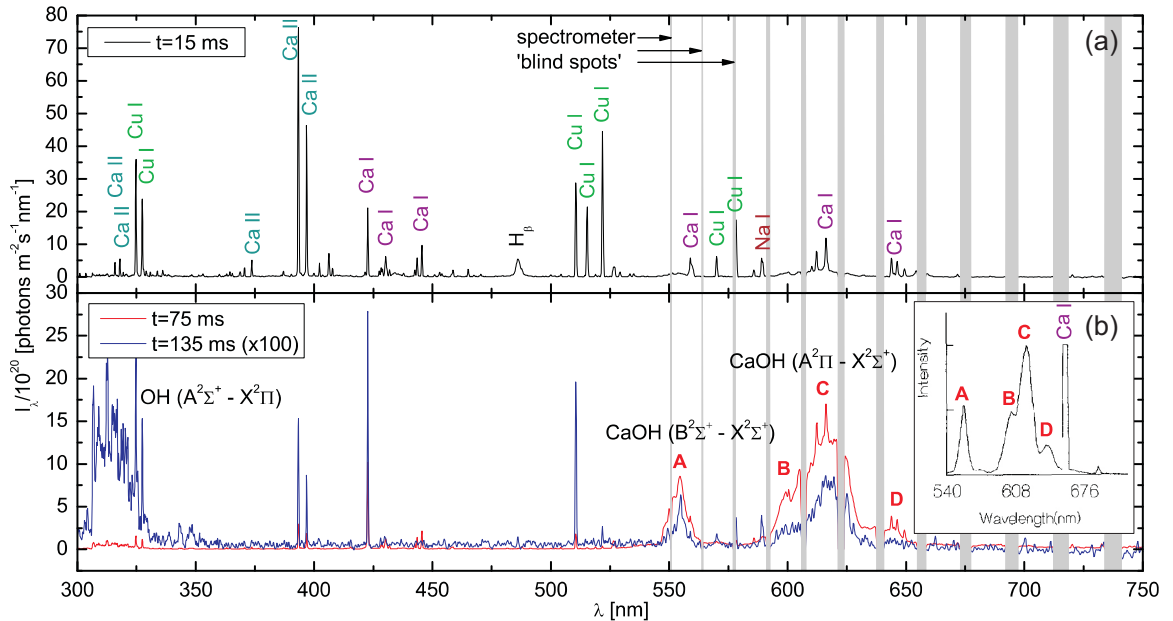 80
70
60
50
40
30
20
10
0
t=15 ms
spectrometer
'blind spots'
(a)
Ca II
Ca II
Cu I
Cu I
Ca II
Ca II
Ca II
Ca I
Ca I
Ca I
H_β
Cu I
Cu I
Cu I
Ca I
Cu I
Cu I
Na I
Ca I
Ca I
I_λ/10^20 [photons m^-2 s^-1 nm^-1]
25
20
15
10
5
0
30
t=75 ms
t=135 ms (x100)
(b)
OH (A²Σ⁺ - X²Π)
CaOH (B²Σ⁺ - X²Σ⁺)
CaOH (A²Π - X²Σ⁺)
A
B
C
D
Intensity
A
B
C
D
Ca I
540 608 676
Wavelength(nm)
300 350 400 450 500 550 600 650 700 750
λ [nm]